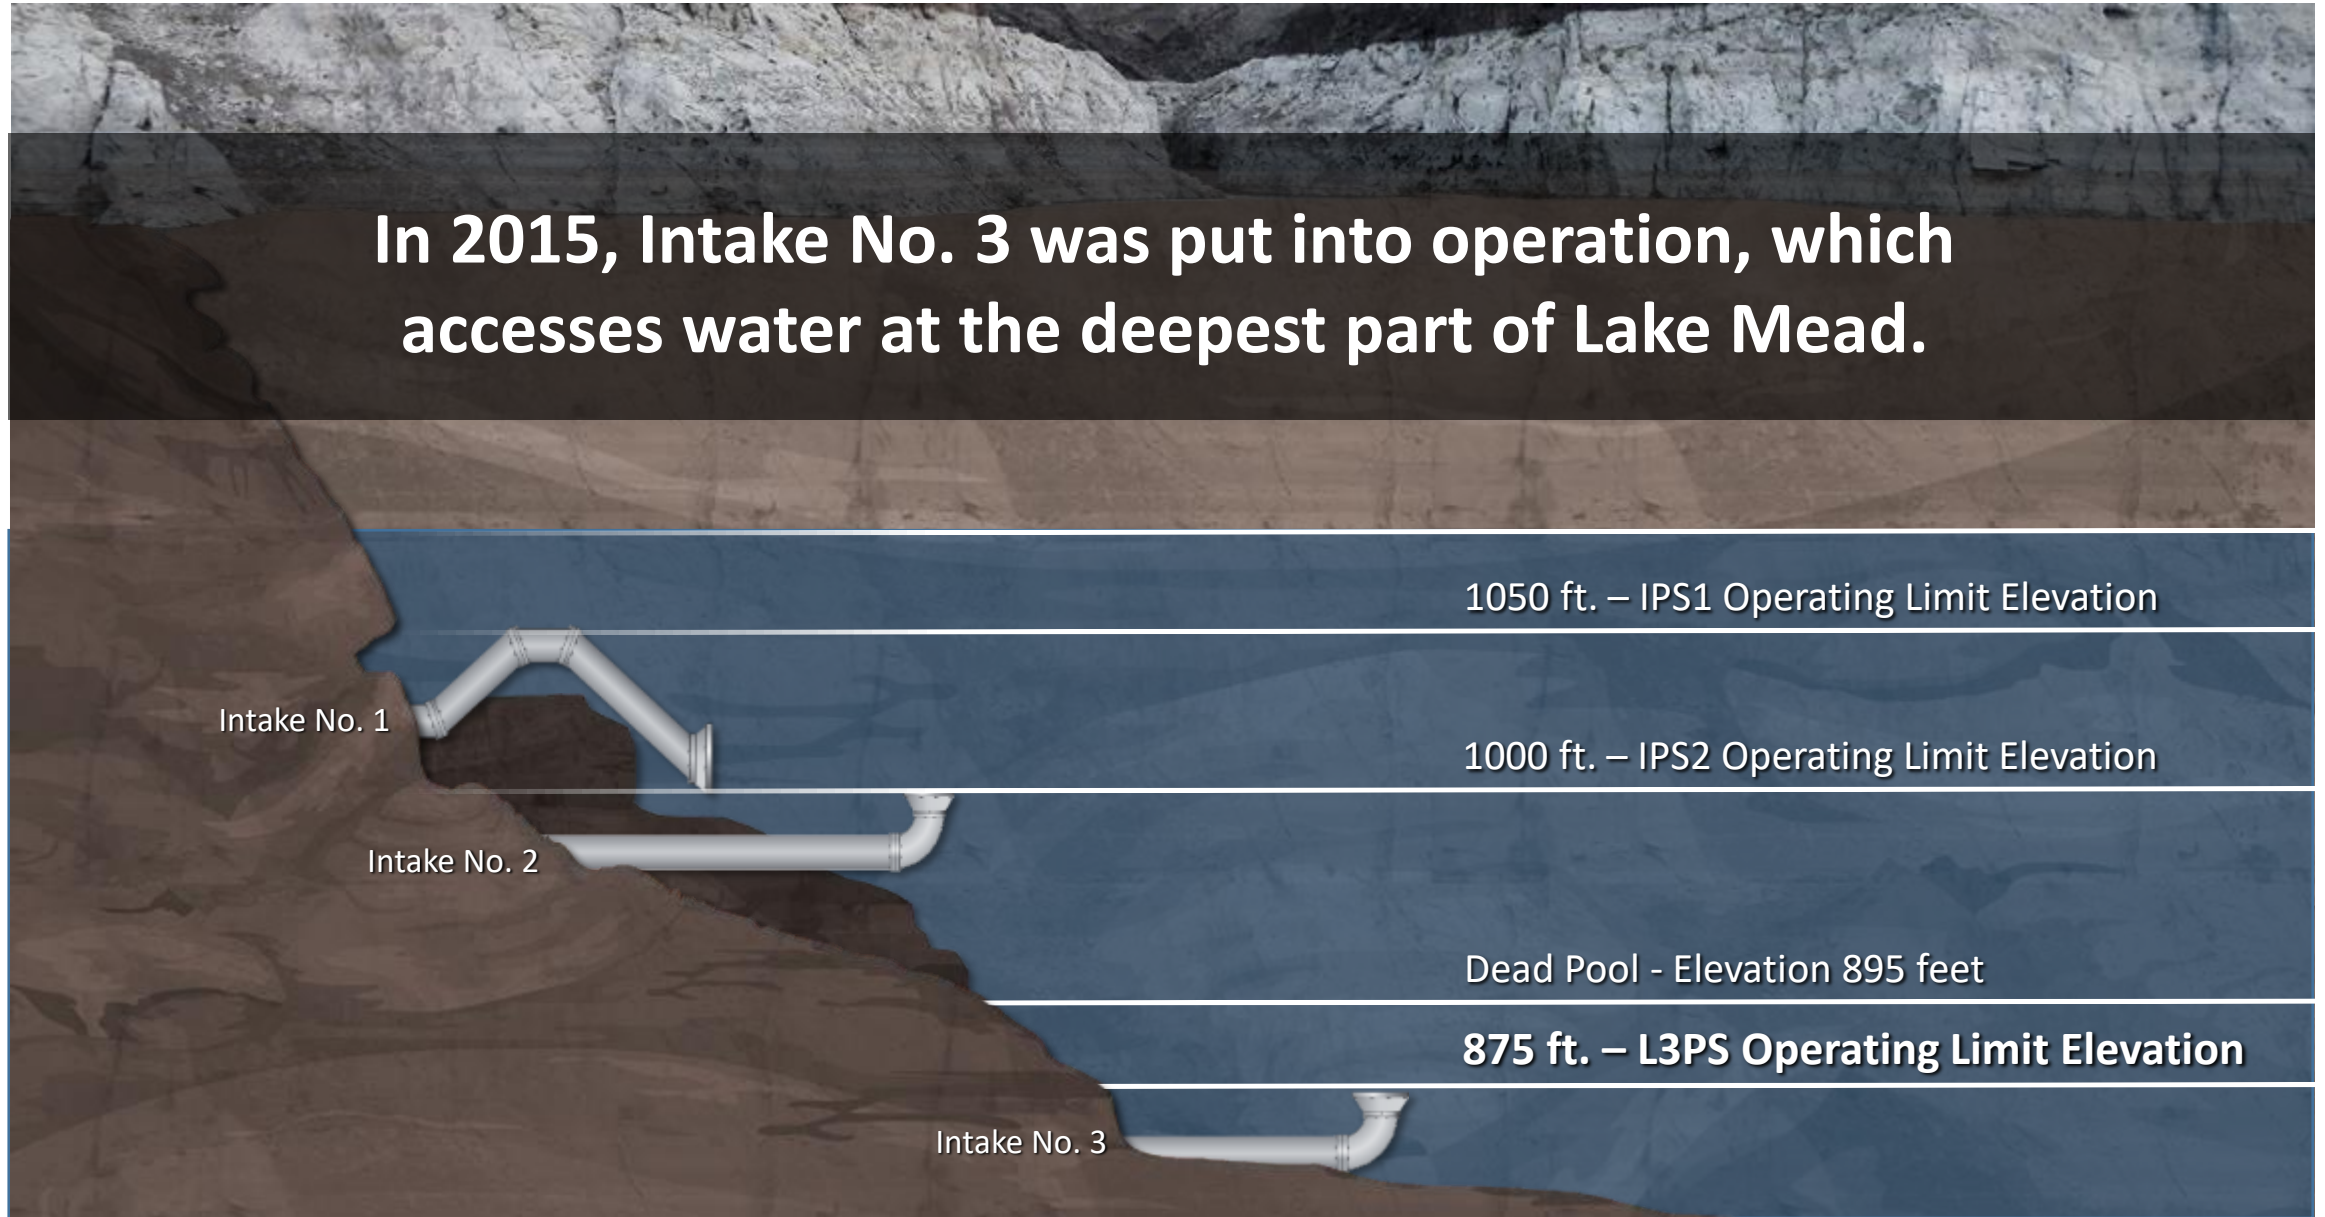 In 2015, Intake No. 3 was put into operation, which
accesses water at the deepest part of Lake Mead.
1050 ft. – IPS1 Operating Limit Elevation
Intake No. 1
1000 ft. – IPS2 Operating Limit Elevation
Intake No. 2
Dead Pool - Elevation 895 feet
875 ft. – L3PS Operating Limit Elevation
Intake No. 3